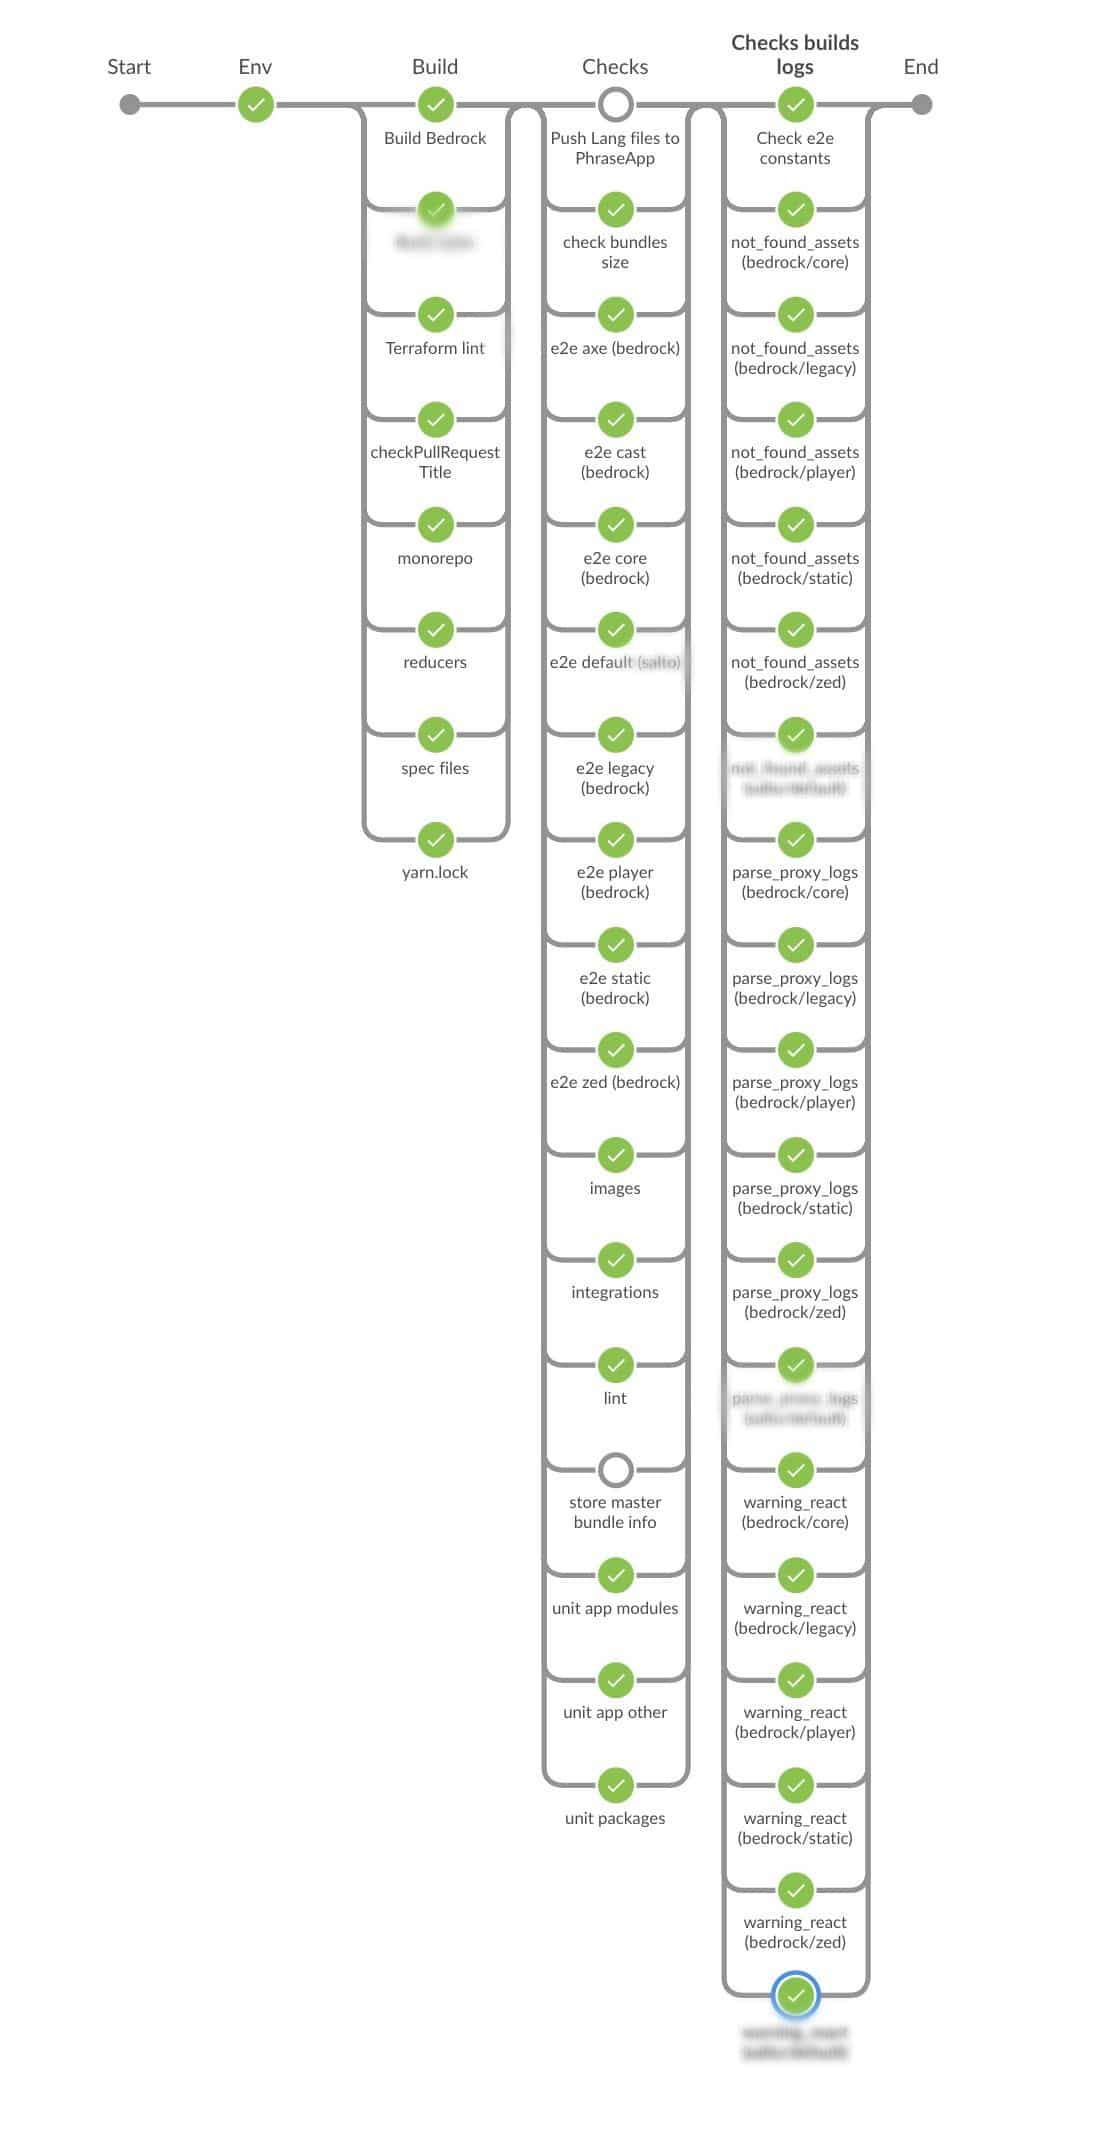 Start
Env
Build
Checks
Checks builds
logs
End
Build Bedrock
Terraform lint
checkPullRequest
Title
monorepo
reducers
spec files
yarn.lock
Push Lang files to
PhraseApp
check bundles
size
e2e axe (bedrock)
e2e cast
(bedrock)
e2e core
(bedrock)
e2e default (salto)
e2e legacy
(bedrock)
e2e player
(bedrock)
e2e static
(bedrock)
e2e zed (bedrock)
images
integrations
lint
store master
bundle info
unit app modules
unit app other
unit packages
Check e2e
constants
not_found_assets
(bedrock/core)
not_found_assets
(bedrock/legacy)
not_found_assets
(bedrock/player)
not_found_assets
(bedrock/static)
not_found_assets
(bedrock/zed)
not_found_assets
parse_proxy_logs
(bedrock/core)
parse_proxy_logs
(bedrock/legacy)
parse_proxy_logs
(bedrock/player)
parse_proxy_logs
(bedrock/static)
parse_proxy_logs
(bedrock/zed)
parse_proxy_logs
warning_react
(bedrock/core)
warning_react
(bedrock/legacy)
warning_react
(bedrock/player)
warning_react
(bedrock/static)
warning_react
(bedrock/zed)
warning_react